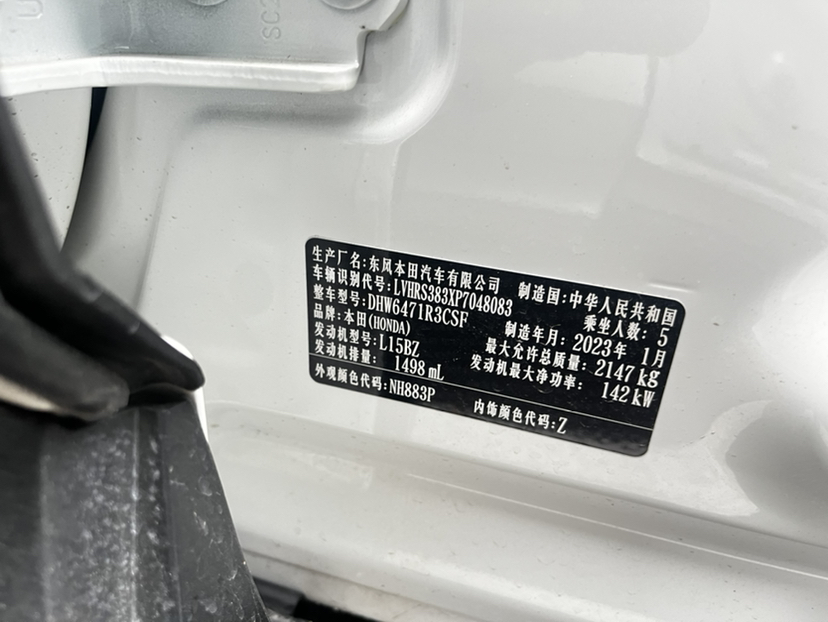 SC2
生产厂名:东风本田汽车有限公司 制造国:中华人民共和国
车辆识别代号:LVHRS383XP7048083 乘坐人数: 5
整车型号:DHW6471R3CSF 制造年月:2023年 1月
品牌:本田(HONDA) 最大允许总质量: 2147 kg
发动机型号:L15BZ 发动机最大净功率: 142 kW
发动机排量: 1498 mL
外观颜色代码:NH883P 内饰颜色代码:Z